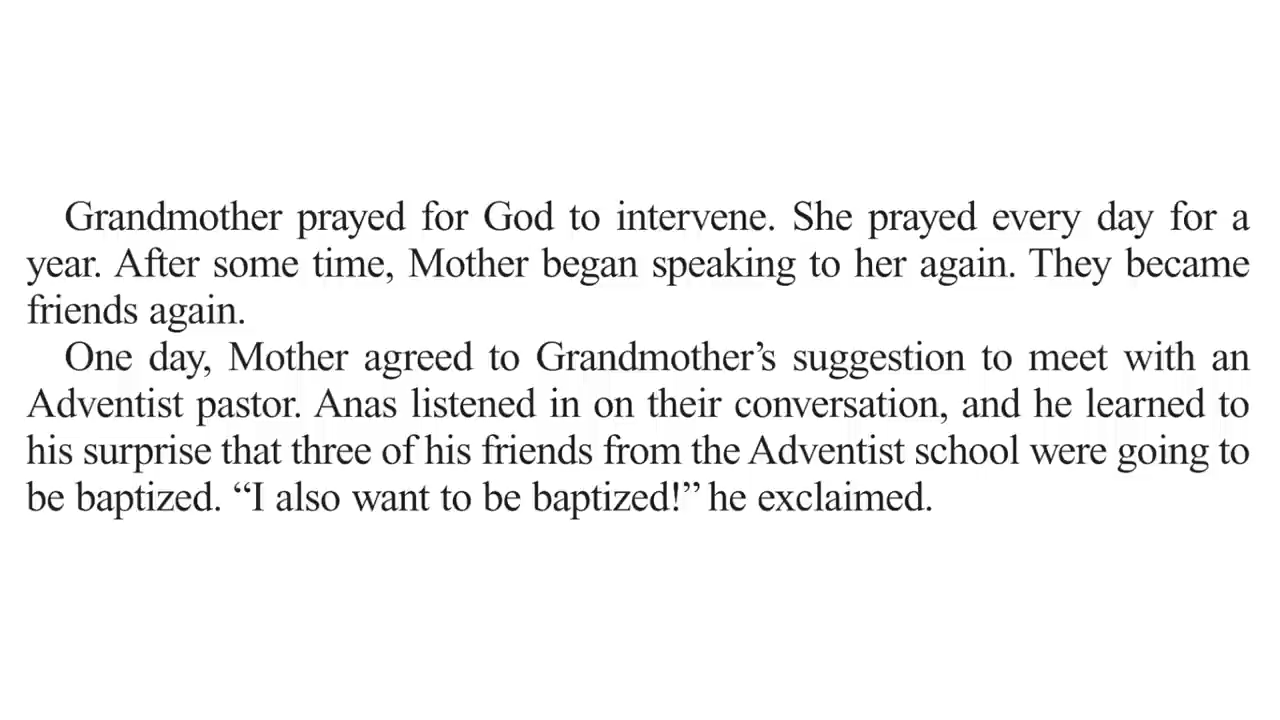 Grandmother prayed for God to intervene. She prayed every day for a
year. After some time, Mother began speaking to her again. They became
friends again.
One day, Mother agreed to Grandmother’s suggestion to meet with an
Adventist pastor. Anas listened in on their conversation, and he learned to
his surprise that three of his friends from the Adventist school were going to
be baptized. “I also want to be baptized!” he exclaimed.